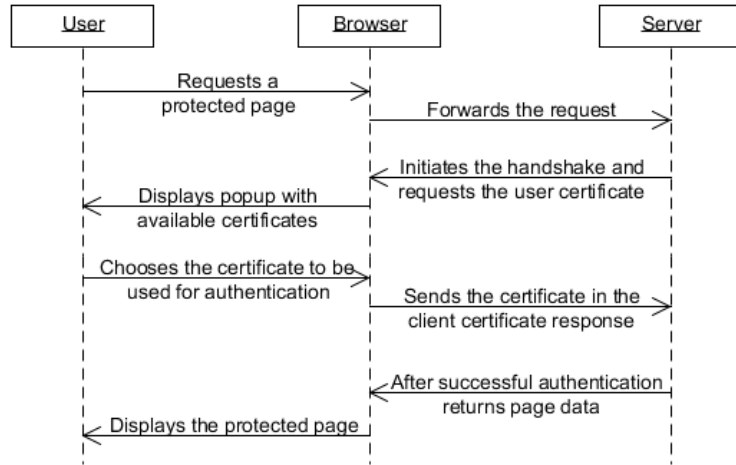 User
Browser
Server
Requests a
protected page
Forwards the request
Initiates the handshake and
requests the user certificate
Displays popup with
available certificates
Chooses the certificate to be
used for authentication
Sends the certificate in the
client certificate response
After successful authentication
returns page data
Displays the protected page